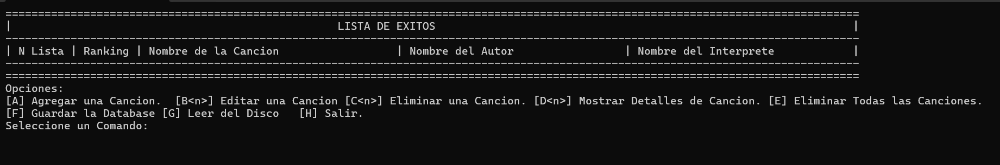 ===================================================================================================================================
|                                                  LISTA DE EXITOS                                                                |
-----------------------------------------------------------------------------------------------------------------------------------
| N Lista | Ranking | Nombre de la Cancion                  | Nombre del Autor                  | Nombre del Interprete            |
-----------------------------------------------------------------------------------------------------------------------------------
===================================================================================================================================
Opciones:
[A] Agregar una Cancion.  [B<n>] Editar una Cancion [C<n>] Eliminar una Cancion. [D<n>] Mostrar Detalles de Cancion. [E] Eliminar Todas las Canciones.
[F] Guardar la Database [G] Leer del Disco   [H] Salir.
Seleccione un Comando: